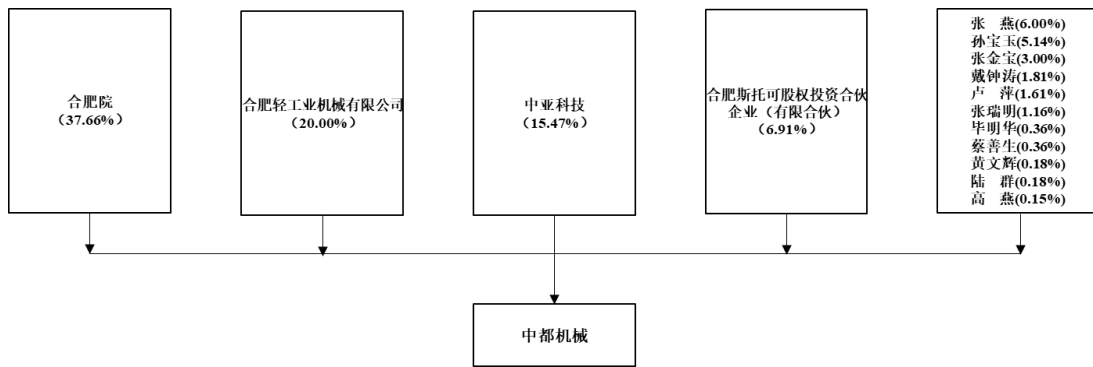 合肥院
（37.66%）
合肥轻工业机械有限公司
（20.00%）
中亚科技
（15.47%）
合肥斯托可股权投资合伙
企业（有限合伙）
（6.91%）
张　燕(6.00%)
孙宝玉(5.14%)
张金宝(3.00%)
戴钟涛(1.81%)
卢　萍(1.61%)
张瑞明(1.16%)
毕明华(0.36%)
蔡善生(0.36%)
黄文辉(0.18%)
陆　群(0.18%)
高　燕(0.15%)
中都机械